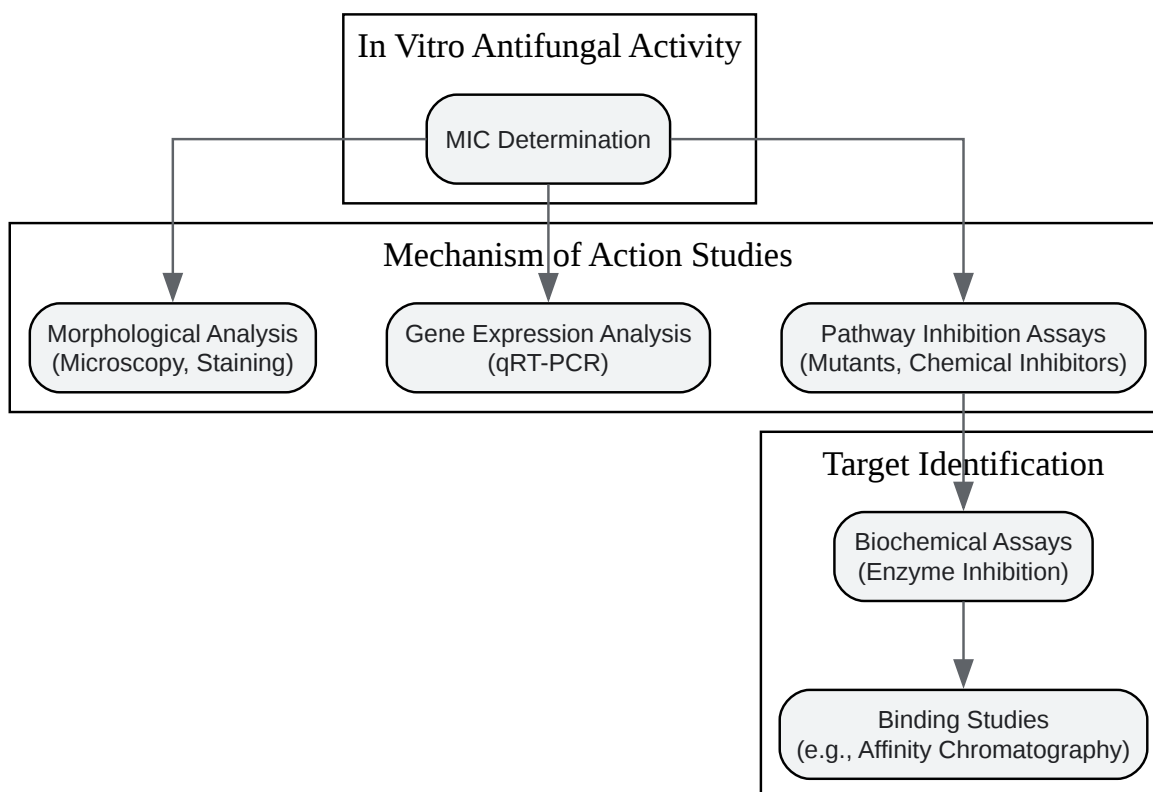 In Vitro Antifungal Activity
MIC Determination
Mechanism of Action Studies
Morphological Analysis
(Microscopy, Staining)
Gene Expression Analysis
(qRT-PCR)
Pathway Inhibition Assays
(Mutants, Chemical Inhibitors)
Target Identification
Biochemical Assays
(Enzyme Inhibition)
Binding Studies
(e.g., Affinity Chromatography)